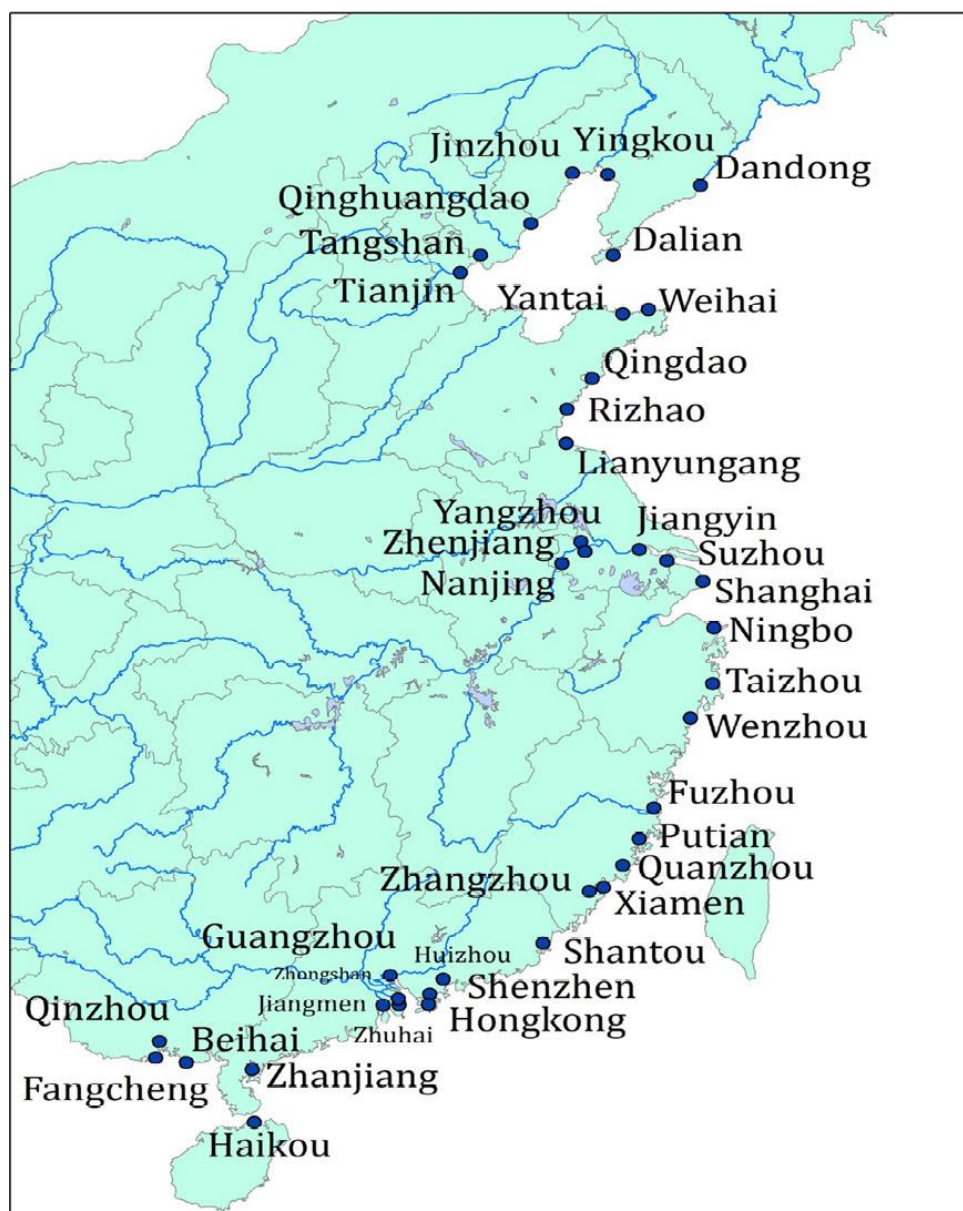 Jinzhou
Yingkou
Dandong
Qinghuangdao
Tangshan
Dalian
Tianjin
Yantai
Weihai
Qingdao
Rizhao
Lianyungang
Yangzhou
Jiangyin
Zhenjiang
Suzhou
Nanjing
Shanghai
Ningbo
Taizhou
Wenzhou
Fuzhou
Putian
Quanzhou
Zhangzhou
Xiamen
Guangzhou
Huizhou
Shantou
Zhongshan
Shenzhen
Jiangmen
Hongkong
Qinzhou
Zhuhai
Beihai
Zhanjiang
Fangcheng
Haikou